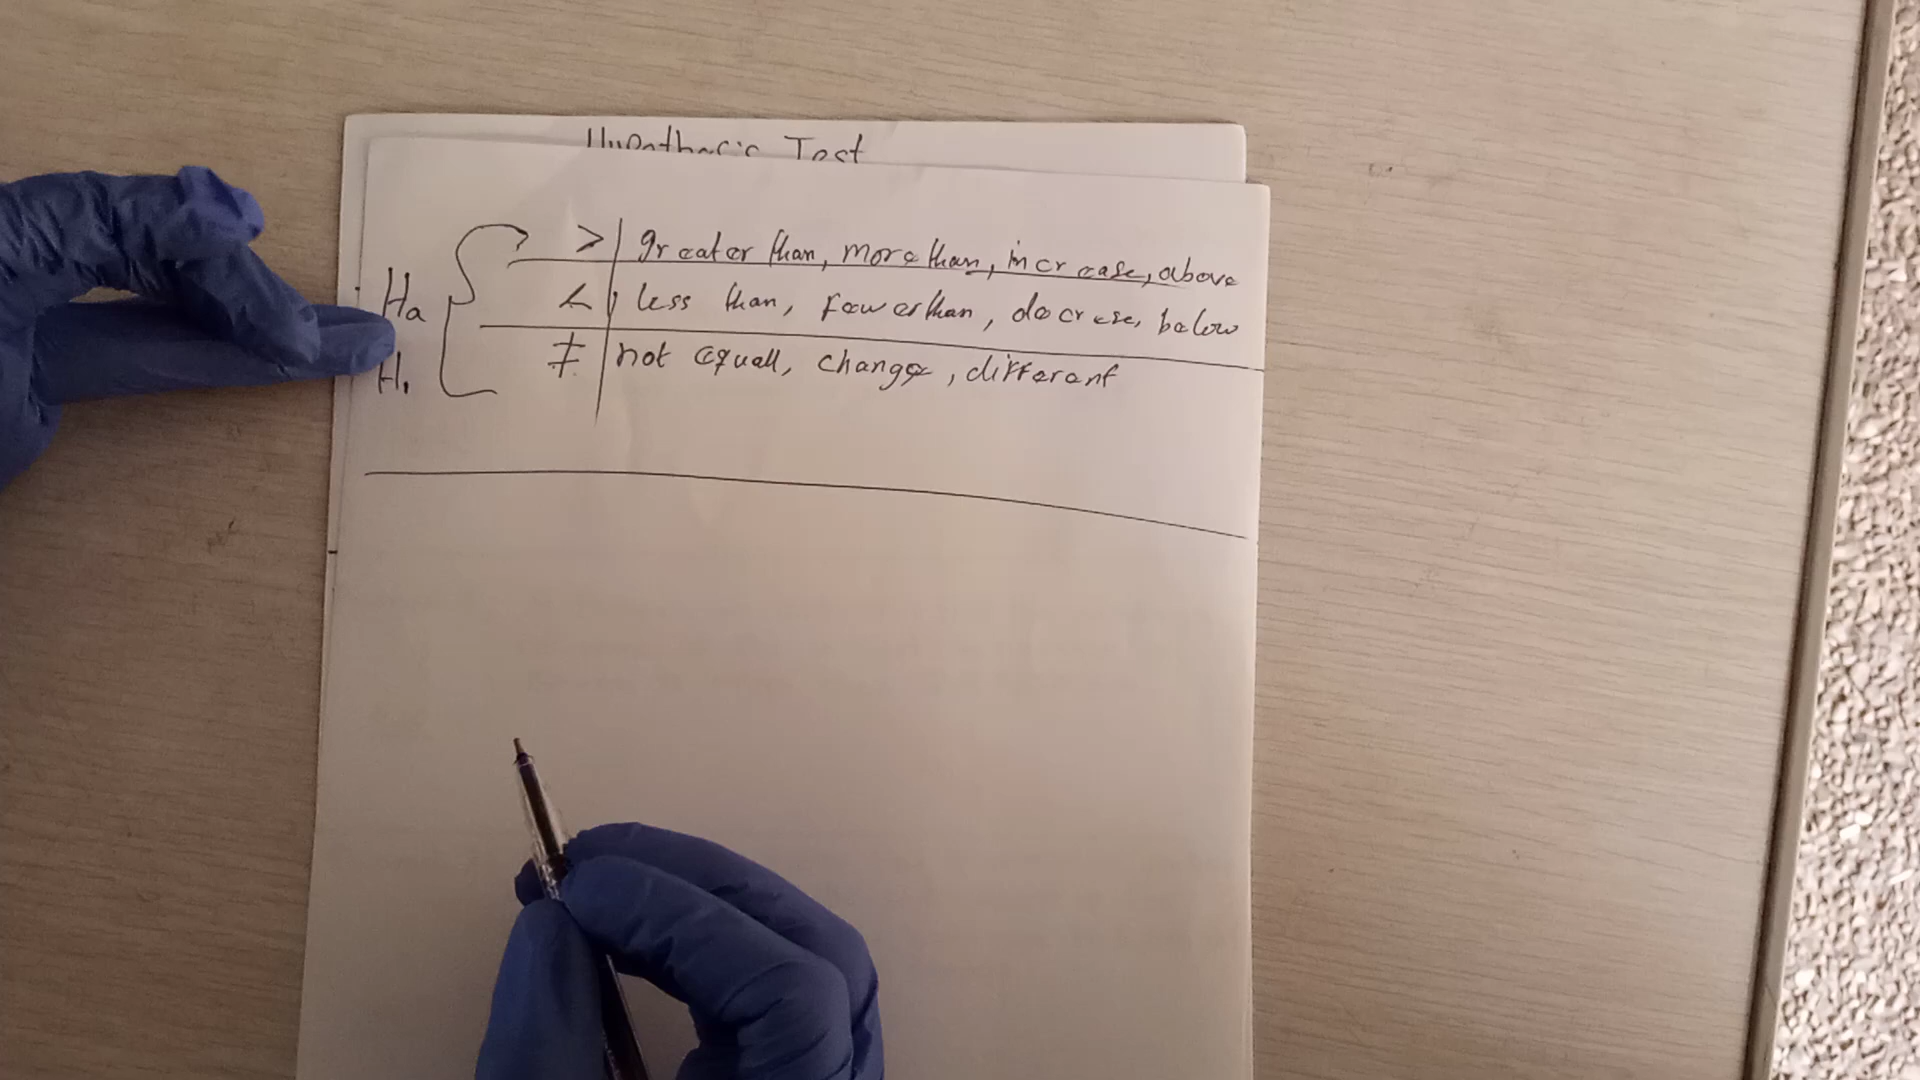 Hypothesis Test
Ha
H1
> | greater than, more than, increase, above
< | less than, fewer than, decrese, below
≠ | not equall, change, different